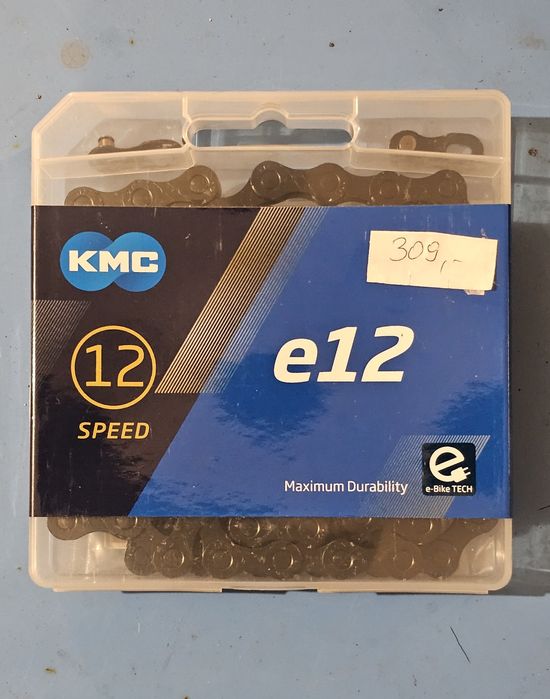 KMC
309,-
12
SPEED
e12
Maximum Durability
e
e-Bike TECH